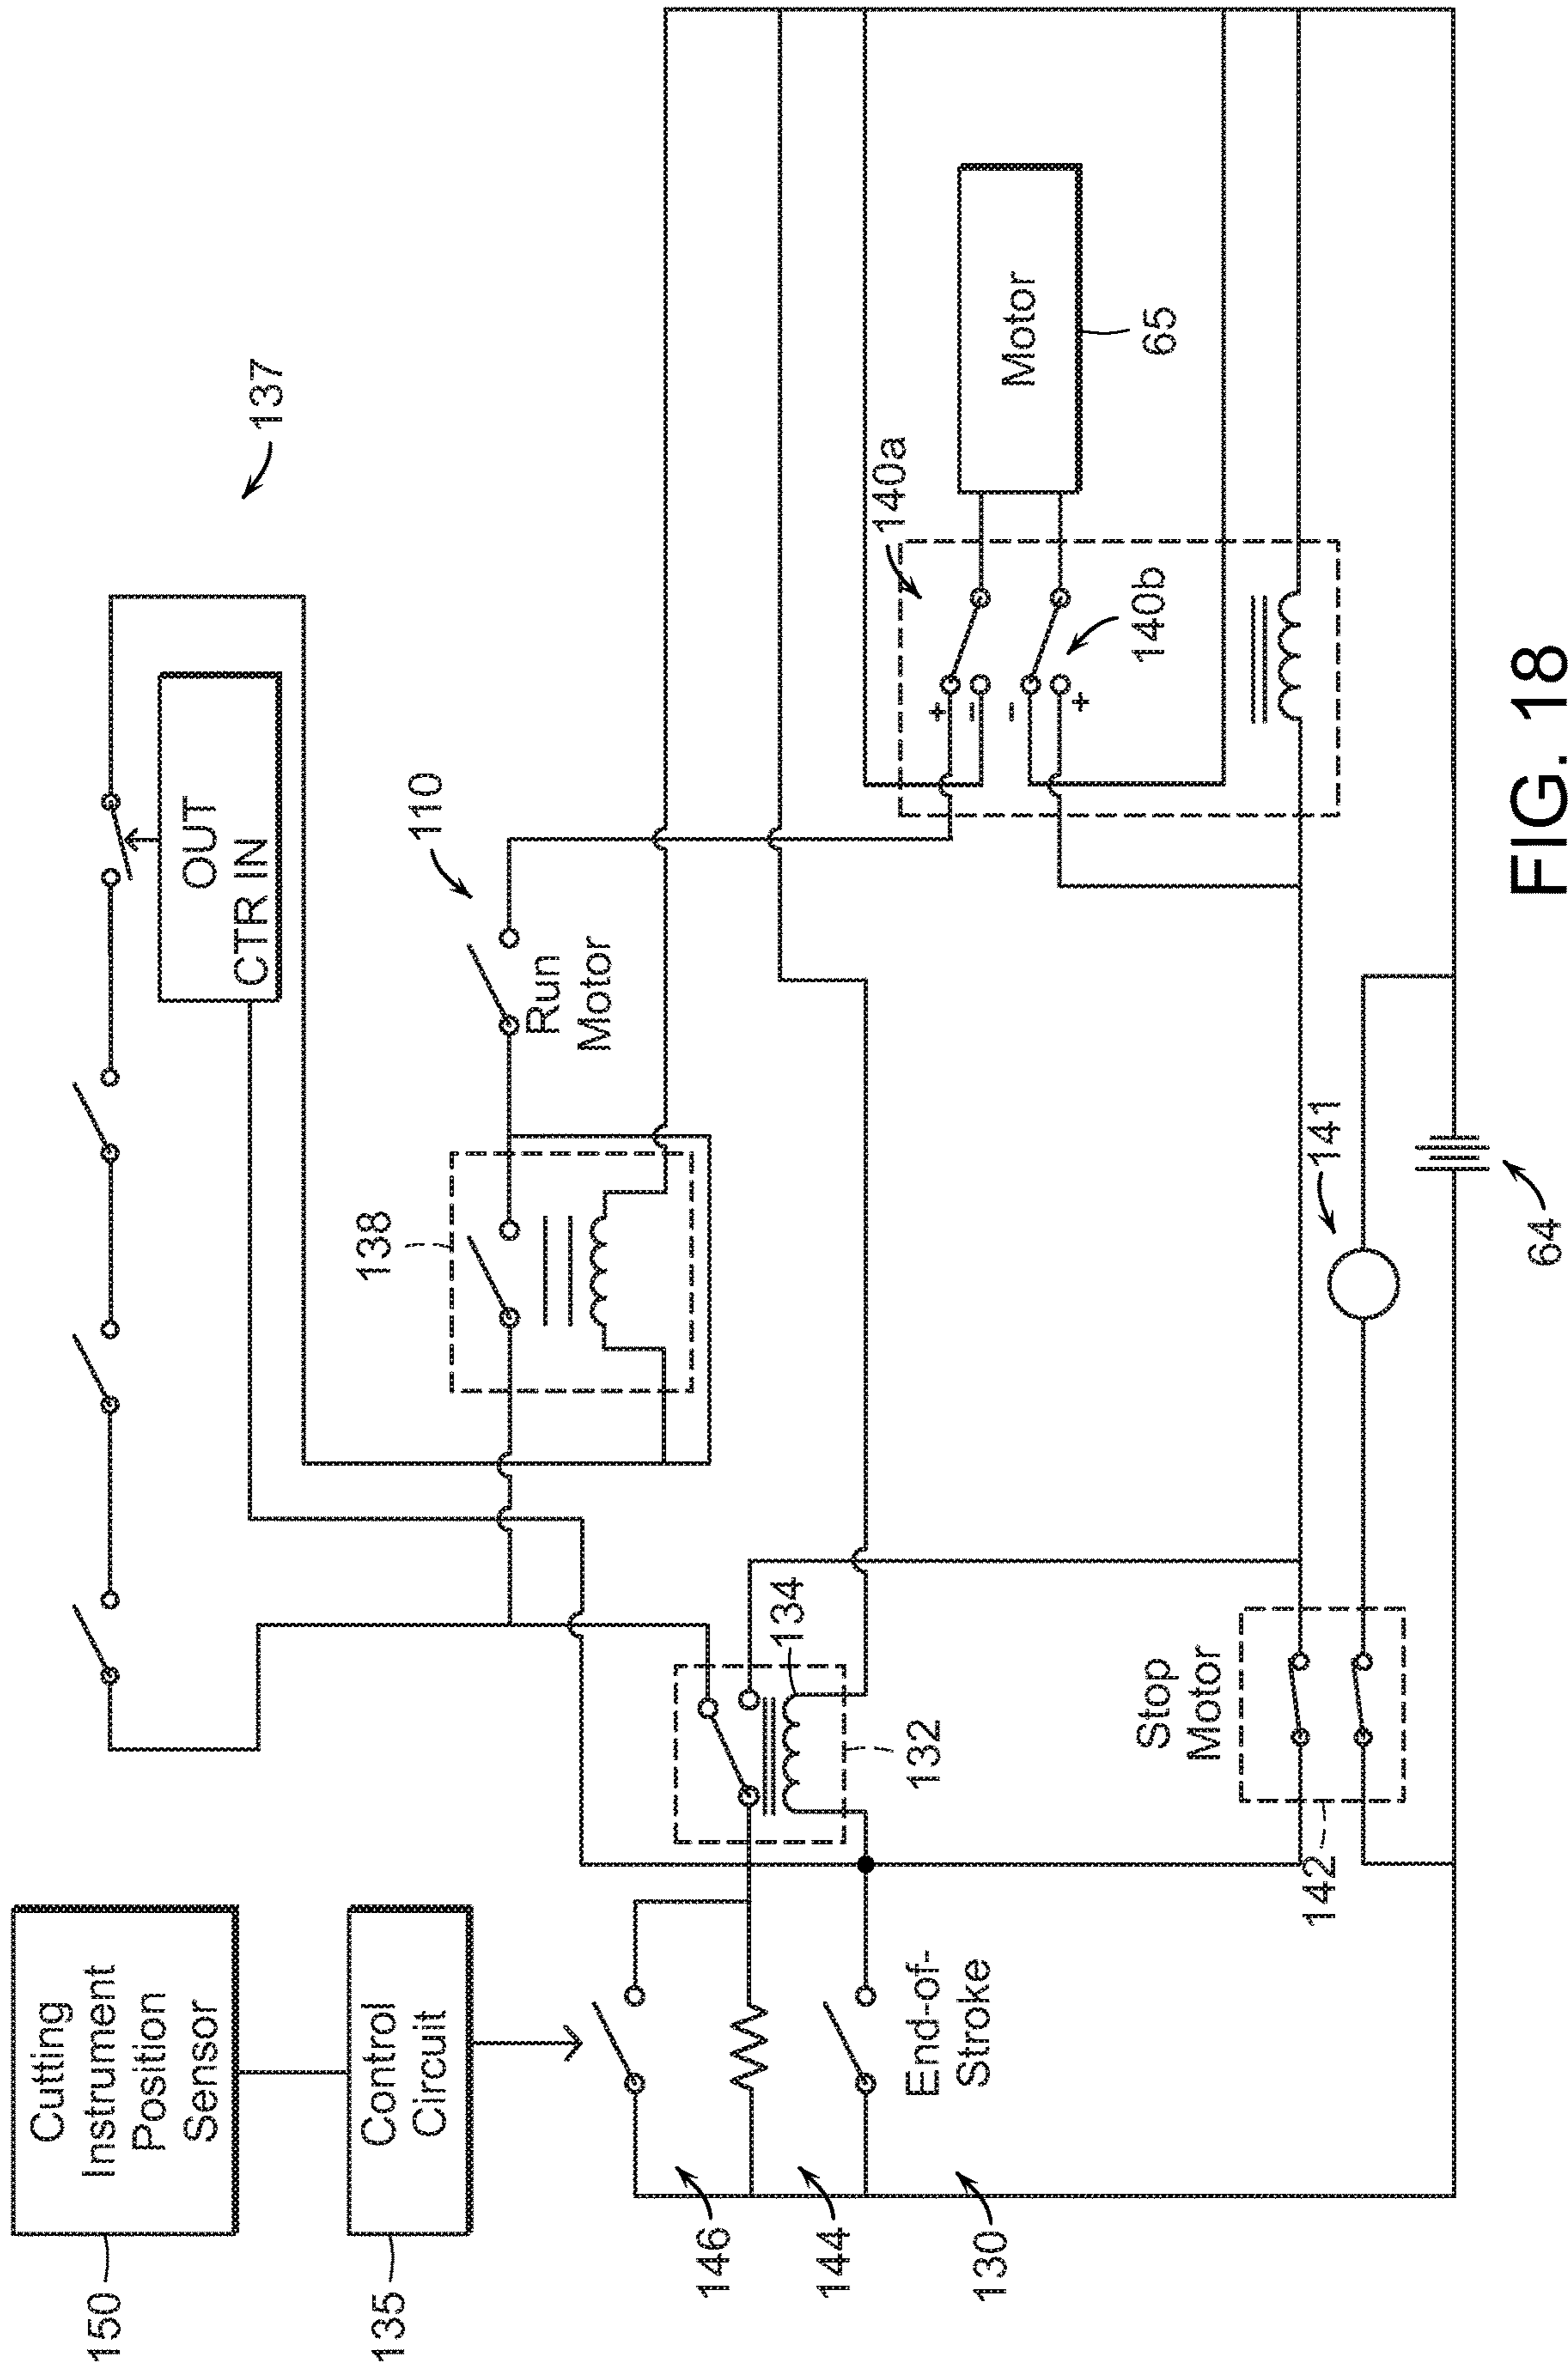 Cutting
Instrument
Position
Sensor
150
Control
Circuit
135
146
144
130
End-of-
Stroke
132
134
Stop
Motor
142
137
OUT
CTR IN
138
110
Run
Motor
140a
140b
+
-
-
+
Motor
65
141
64
FIG. 18